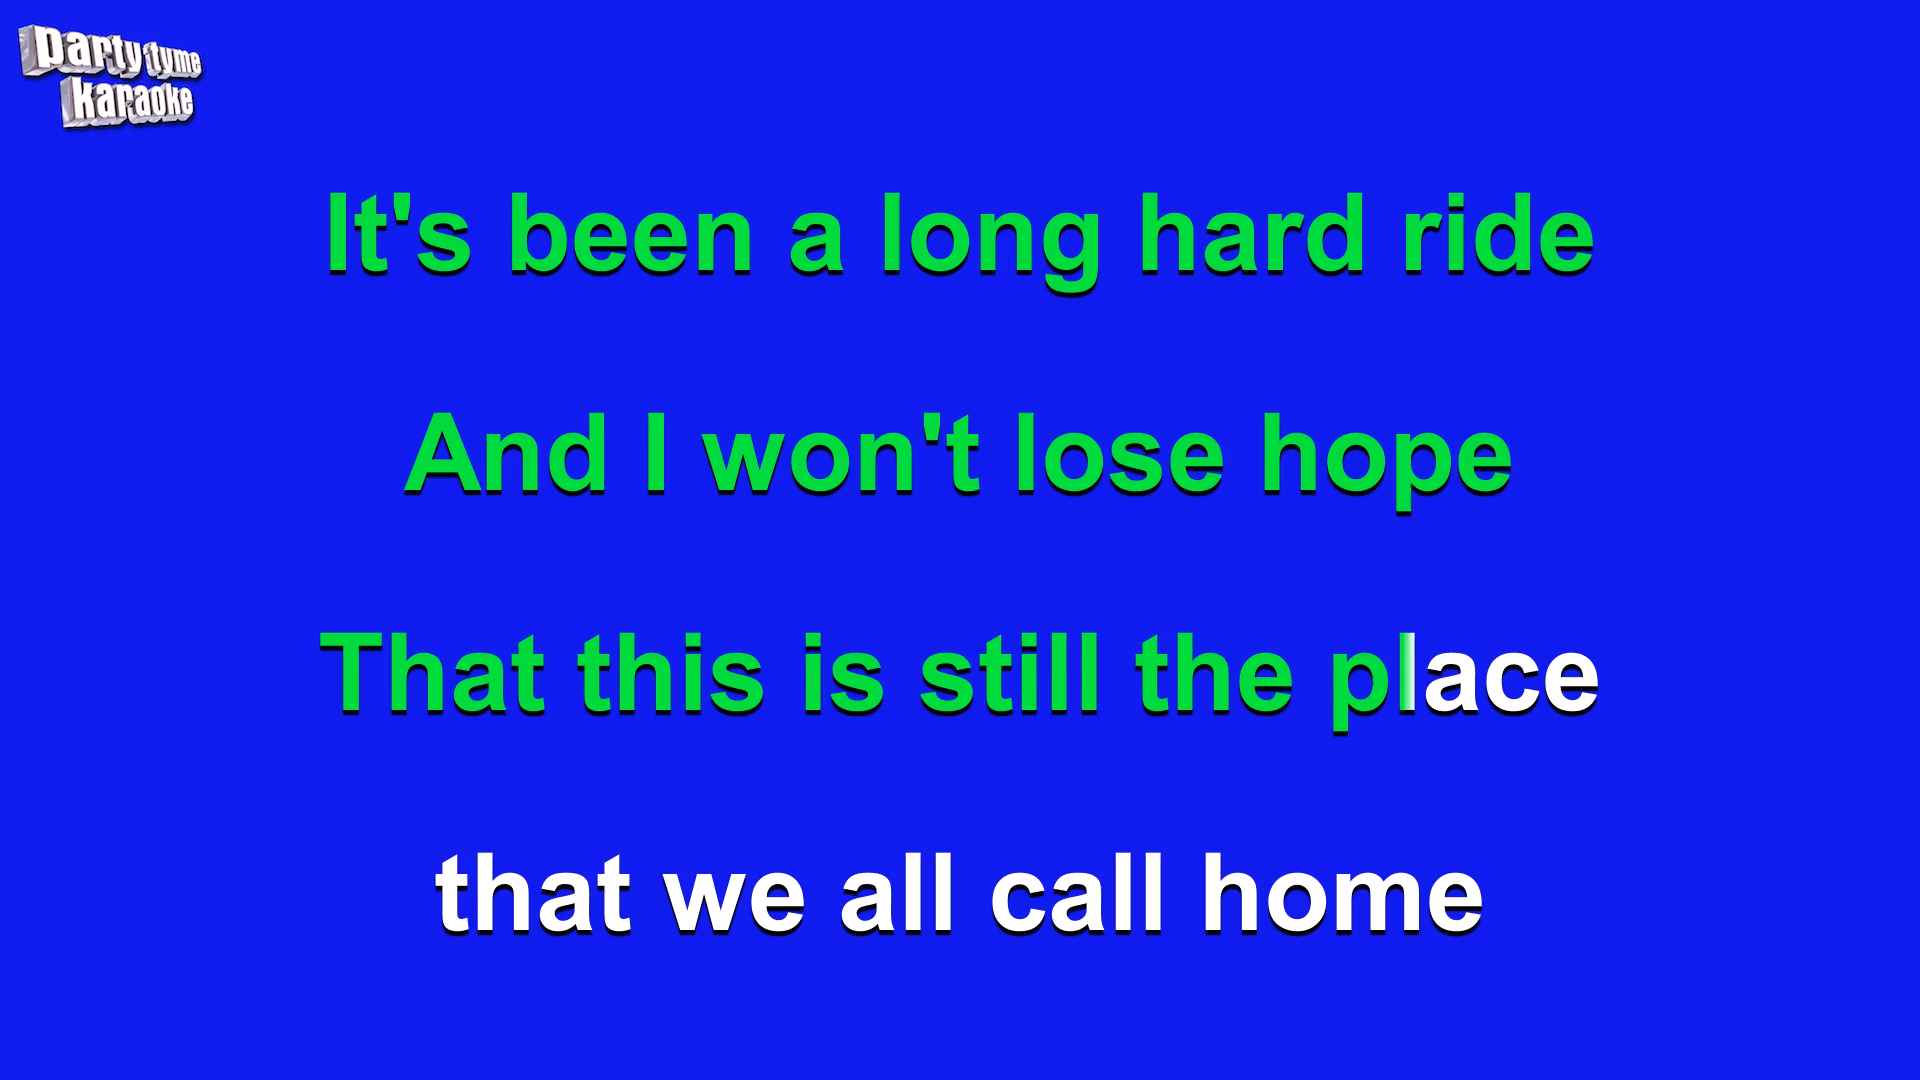 party tyme
karaoke
It's been a long hard ride
And I won't lose hope
That this is still the place
that we all call home